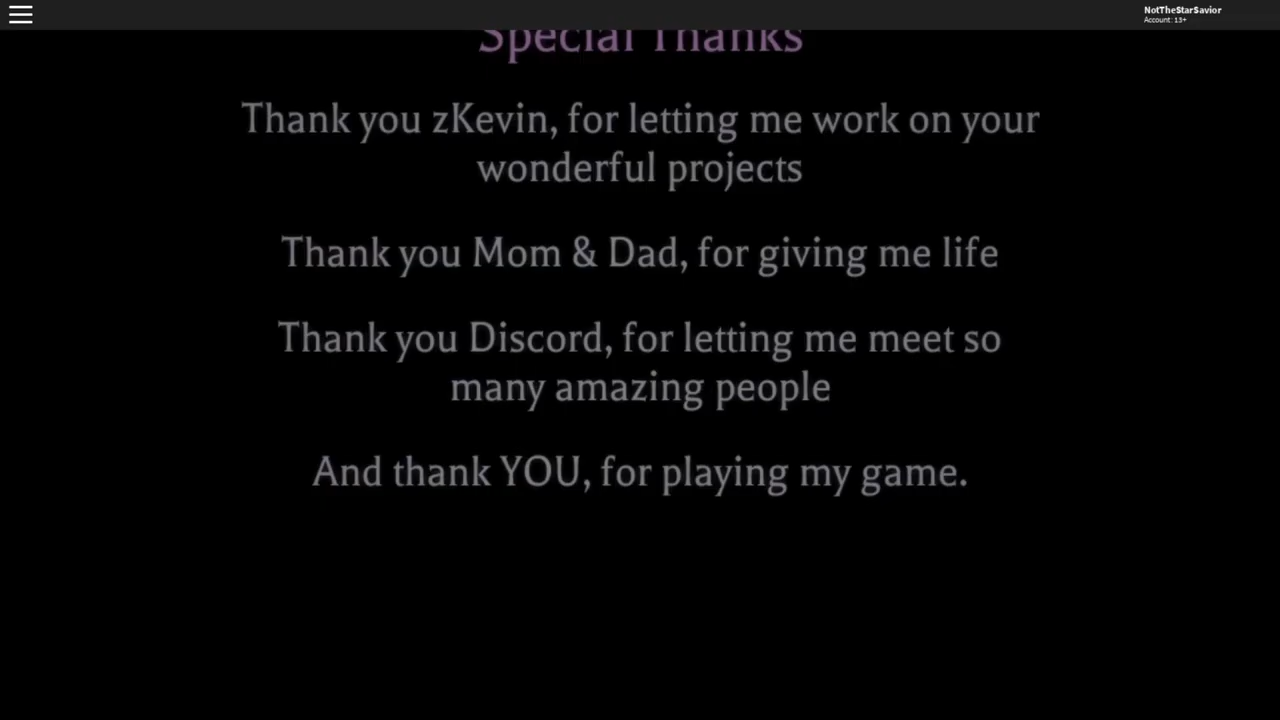 NotTheStarSavior
Account: 13+
Special Thanks
Thank you zKevin, for letting me work on your
wonderful projects
Thank you Mom & Dad, for giving me life
Thank you Discord, for letting me meet so
many amazing people
And thank YOU, for playing my game.